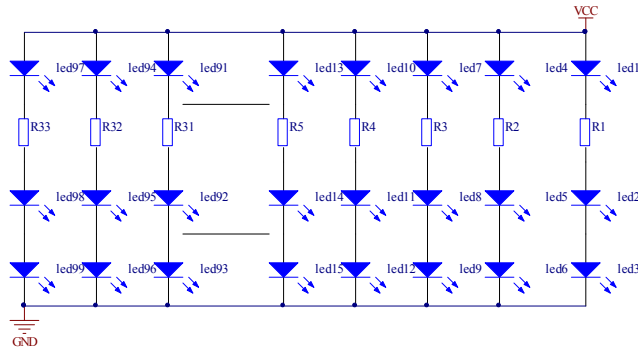 VCC
led97 led94 led91 led13 led10 led7 led4 led1
R33 R32 R31 R5 R4 R3 R2 R1
led98 led95 led92 led14 led11 led8 led5 led2
led99 led96 led93 led15 led12 led9 led6 led3
GND